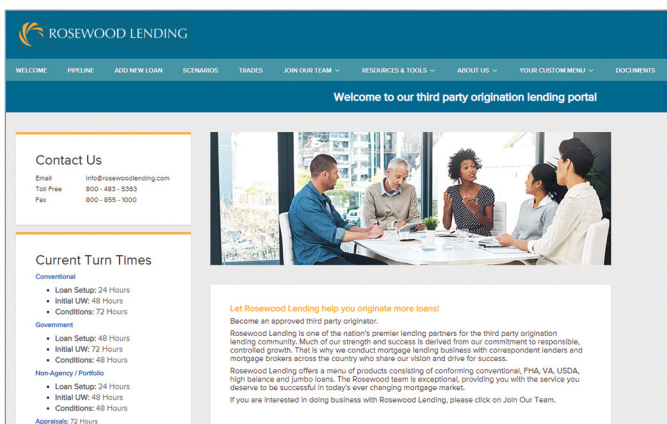 ROSEWOOD LENDING
WELCOME PIPELINE ADD NEW LOAN SCENARIOS TRADES JOIN OUR TEAM RESOURCES & TOOLS ABOUT US YOUR CUSTOM MENU DOCUMENTS
Welcome to our third party origination lending portal
Contact Us
Email info@rosewoodlending.com
Toll Free 800 - 483 - 5363
Fax 800 - 855 - 1000
Current Turn Times
Conventional
• Loan Setup: 24 Hours
• Initial UW: 48 Hours
• Conditions: 72 Hours
Government
• Loan Setup: 48 Hours
• Initial UW: 72 Hours
• Conditions: 48 Hours
Non-Agency / Portfolio
• Loan Setup: 24 Hours
• Initial UW: 48 Hours
• Conditions: 48 Hours
Appraisals: 72 Hours
Let Rosewood Lending help you originate more loans!
Become an approved third party originator.
Rosewood Lending is one of the nation's premier lending partners for the third party origination
lending community. Much of our strength and success is derived from our commitment to responsible,
controlled growth. That is why we conduct mortgage lending business with correspondent lenders and
mortgage brokers across the country who share our vision and drive for success.
Rosewood Lending offers a menu of products consisting of conforming conventional, FHA, VA, USDA,
high balance and jumbo loans. The Rosewood team is exceptional, providing you with the service you
deserve to be successful in today's ever changing mortgage market.
If you are interested in doing business with Rosewood Lending, please click on Join Our Team.